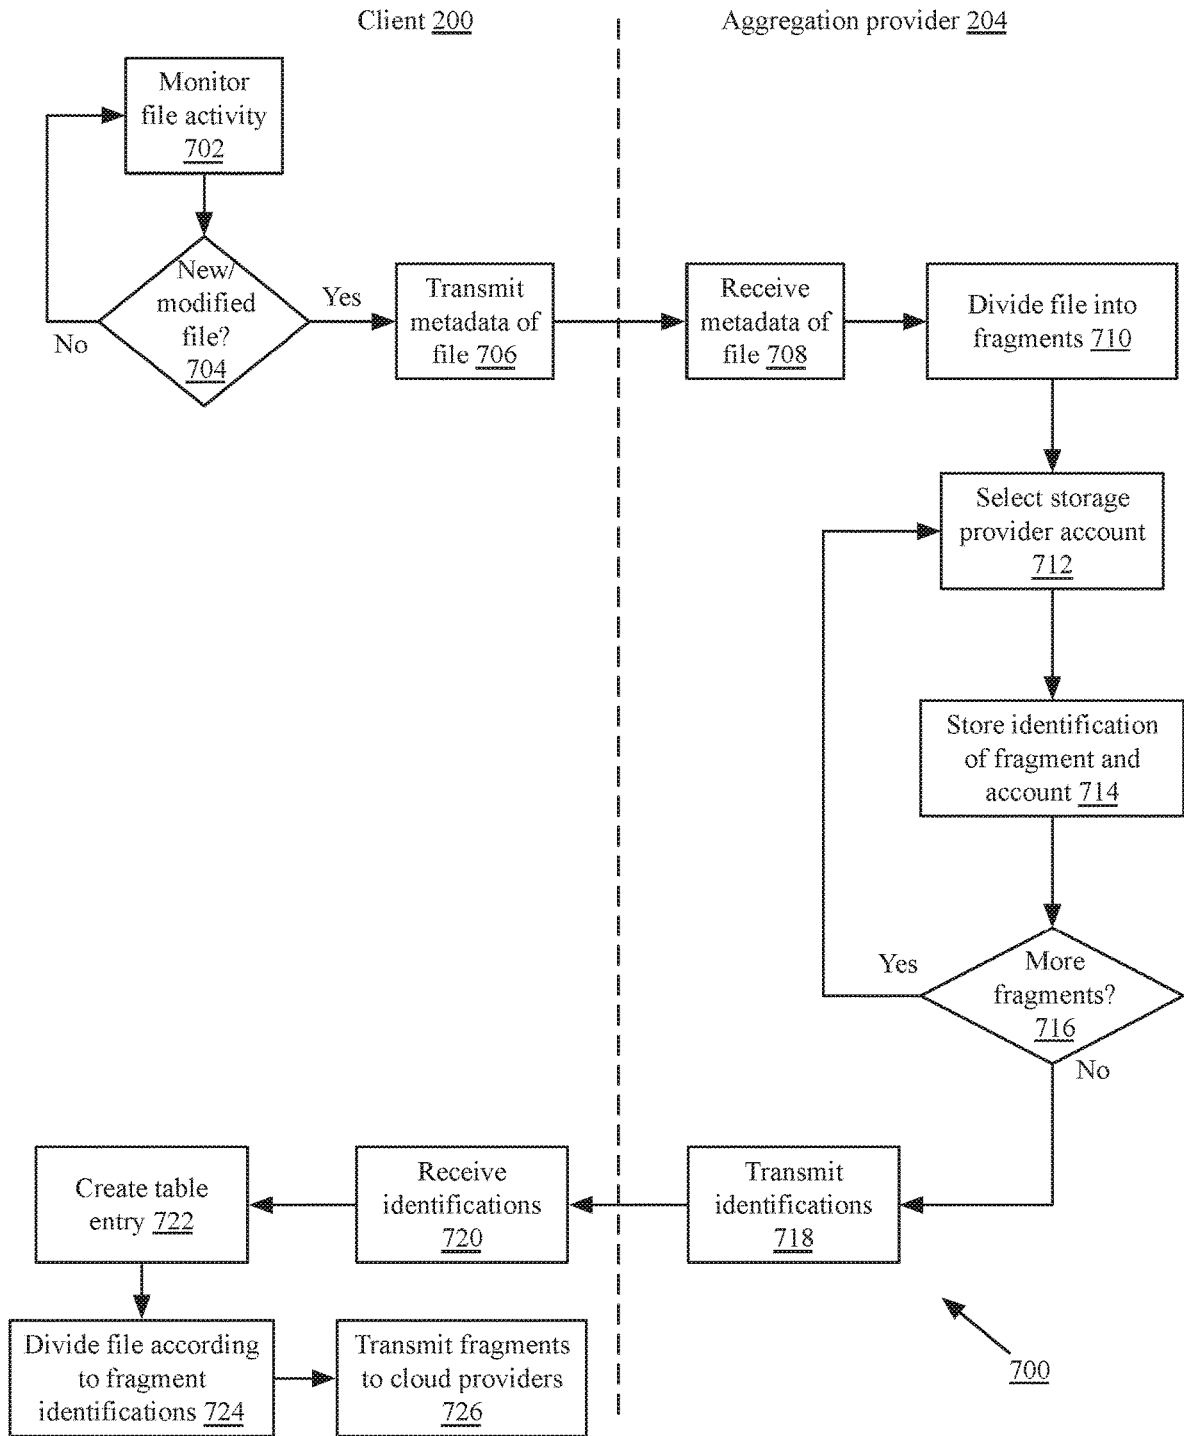 Client 200
Aggregation provider 204
Monitor
file activity
702
New/
modified
file?
704
No
Yes
Transmit
metadata of
file 706
Receive
metadata of
file 708
Divide file into
fragments 710
Select storage
provider account
712
Store identification
of fragment and
account 714
More
fragments?
716
Yes
No
Transmit
identifications
718
Receive
identifications
720
Create table
entry 722
Divide file according
to fragment
identifications 724
Transmit fragments
to cloud providers
726
700